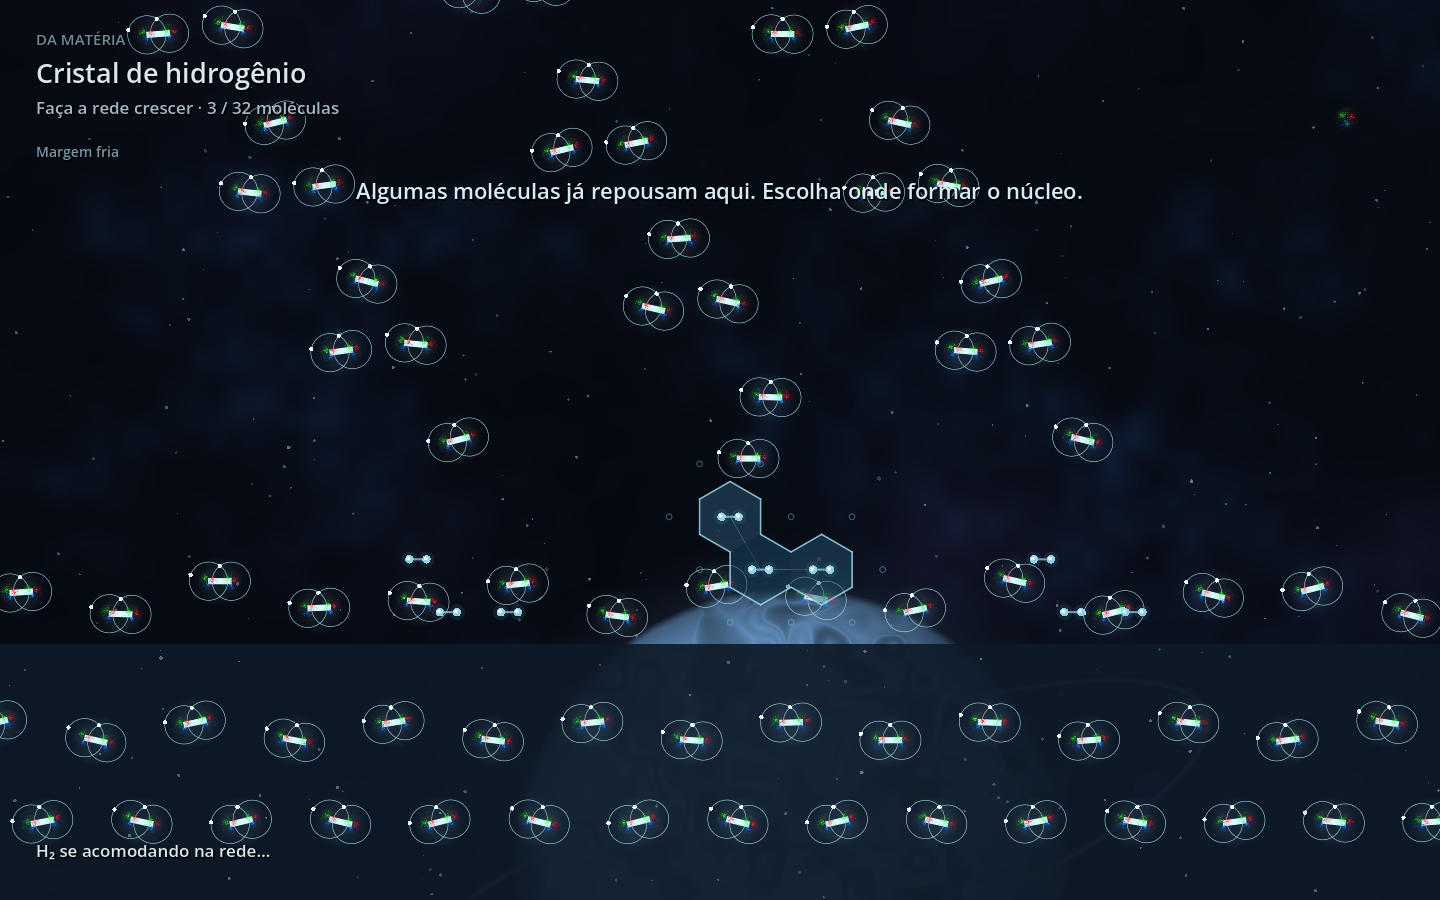 DA MATÉRIA
Cristal de hidrogênio
Faça a rede crescer · 3 / 32 moléculas
Margem fria
Algumas moléculas já repousam aqui. Escolha onde formar o núcleo.
H₂ se acomodando na rede...